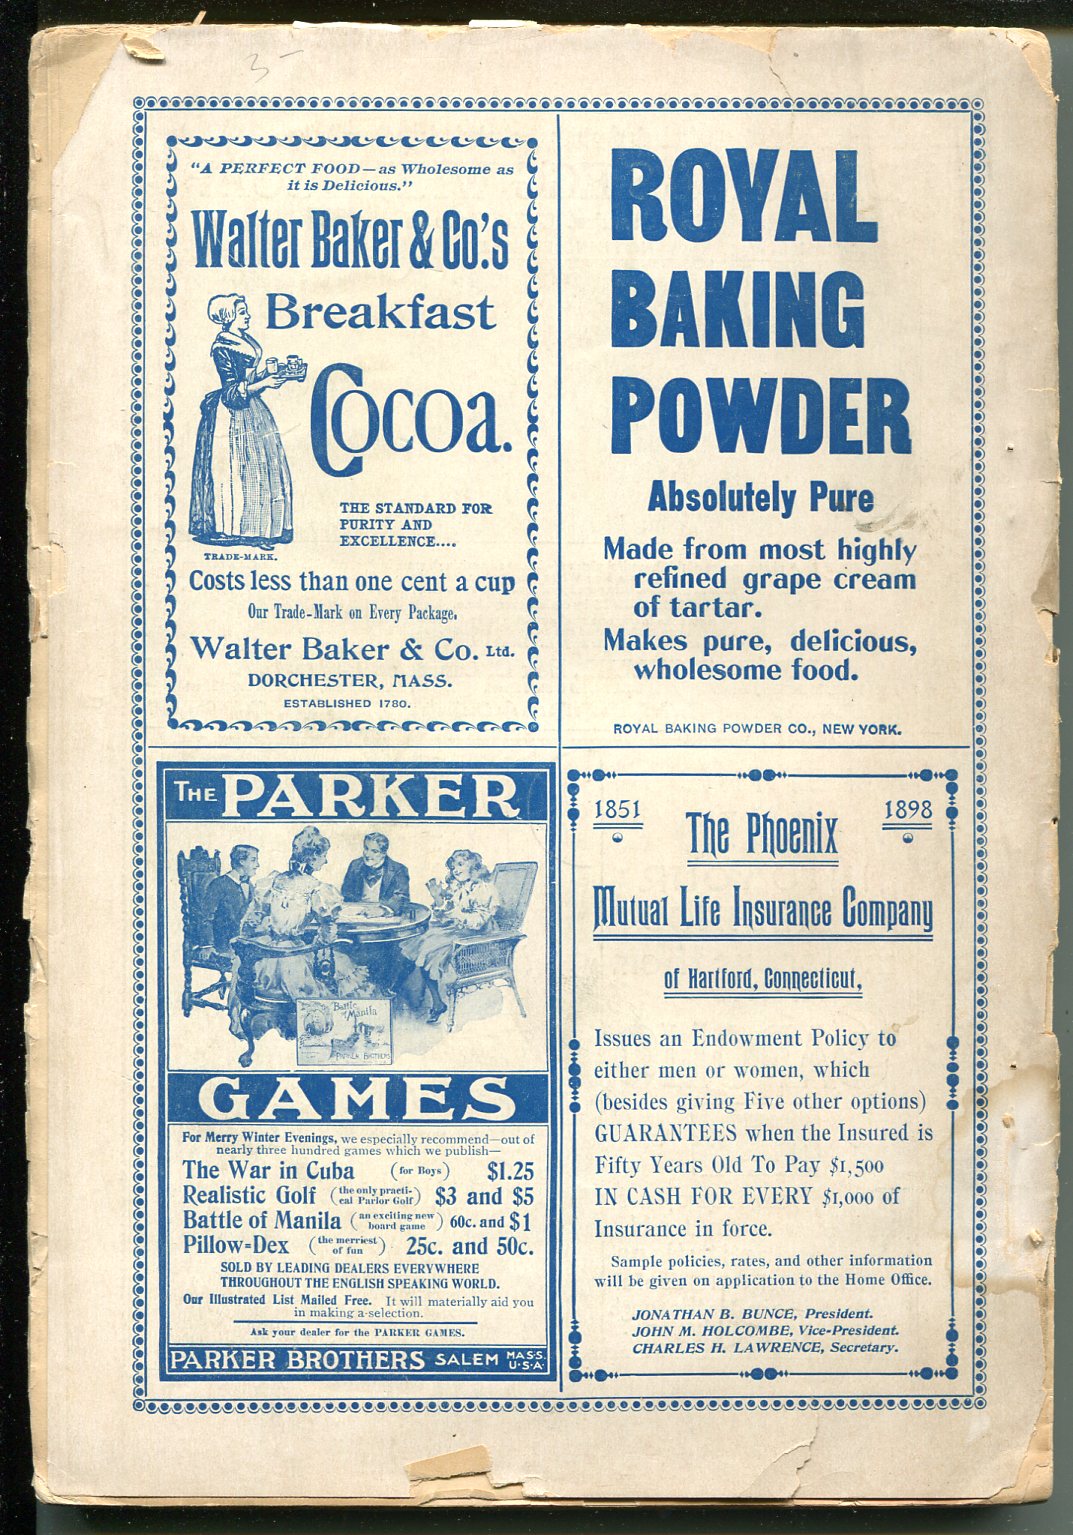 3-
"A PERFECT FOOD—as Wholesome as
it is Delicious."
Walter Baker & Co.'s
Breakfast
Cocoa.
THE STANDARD FOR
PURITY AND
EXCELLENCE....
TRADE-MARK.
Costs less than one cent a cup
Our Trade-Mark on Every Package.
Walter Baker & Co. Ltd.
DORCHESTER, MASS.
ESTABLISHED 1780.
ROYAL
BAKING
POWDER
Absolutely Pure
Made from most highly
refined grape cream
of tartar.
Makes pure, delicious,
wholesome food.
ROYAL BAKING POWDER CO., NEW YORK.
THE PARKER
Battle
of Manila
PARKER BROTHERS
GAMES
For Merry Winter Evenings, we especially recommend—out of
nearly three hundred games which we publish—
The War in Cuba (for Boys) $1.25
Realistic Golf (the only practical Parlor Golf) $3 and $5
Battle of Manila (an exciting new board game) 60c. and $1
Pillow=Dex (the merriest of fun) 25c. and 50c.
SOLD BY LEADING DEALERS EVERYWHERE
THROUGHOUT THE ENGLISH SPEAKING WORLD.
Our Illustrated List Mailed Free. It will materially aid you
in making a selection.
Ask your dealer for the PARKER GAMES.
PARKER BROTHERS SALEM MASS. U·S·A·
1851 1898
The Phoenix
Mutual Life Insurance Company
of Hartford, Connecticut,
Issues an Endowment Policy to
either men or women, which
(besides giving Five other options)
GUARANTEES when the Insured is
Fifty Years Old To Pay $1,500
IN CASH FOR EVERY $1,000 of
Insurance in force.
Sample policies, rates, and other information
will be given on application to the Home Office.
JONATHAN B. BUNCE, President.
JOHN M. HOLCOMBE, Vice-President.
CHARLES H. LAWRENCE, Secretary.